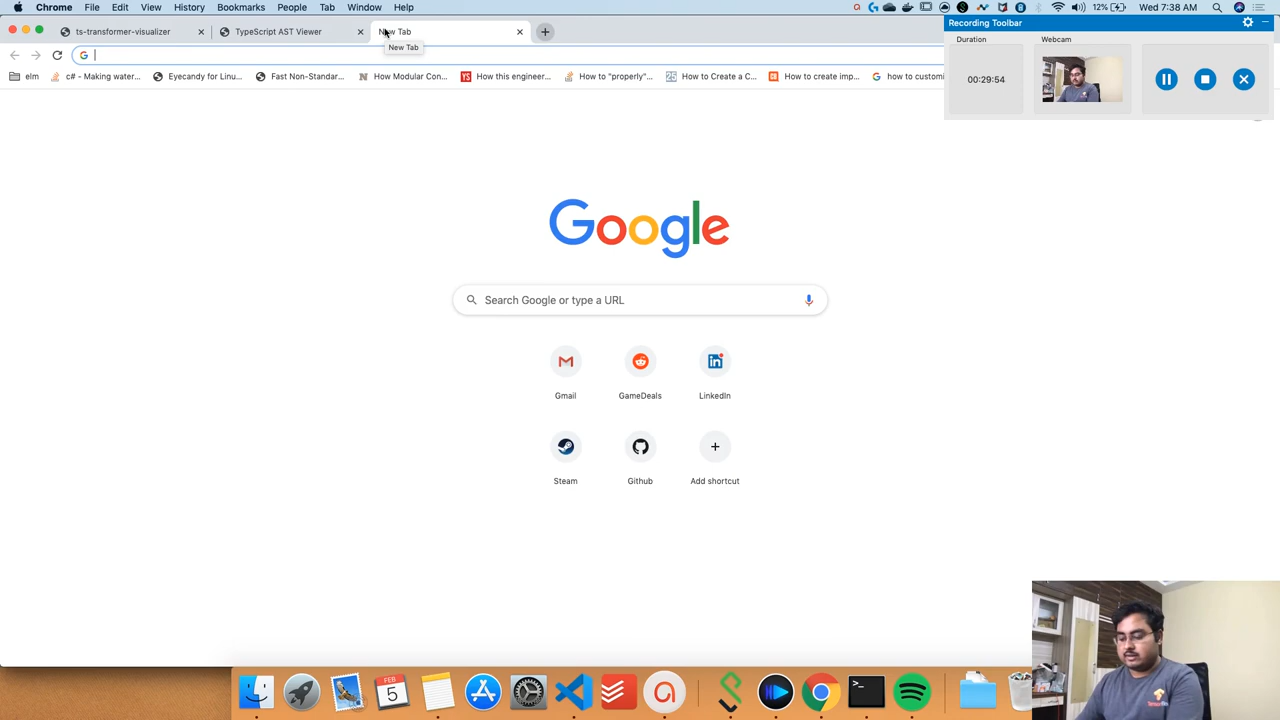 Chrome File Edit View History Bookmarks People Tab Window Help 12% Wed 7:38 AM
ts-transformer-visualizer TypeScript AST Viewer New Tab
New Tab
elm c# - Making water... Eyecandy for Linu... Fast Non-Standar... How Modular Con... How this engineer... How to "properly"... How to Create a C... How to create imp... how to customi
Recording Toolbar
Duration Webcam
00:29:54
Google
Search Google or type a URL
Gmail GameDeals LinkedIn
Steam Github Add shortcut
FEB
5